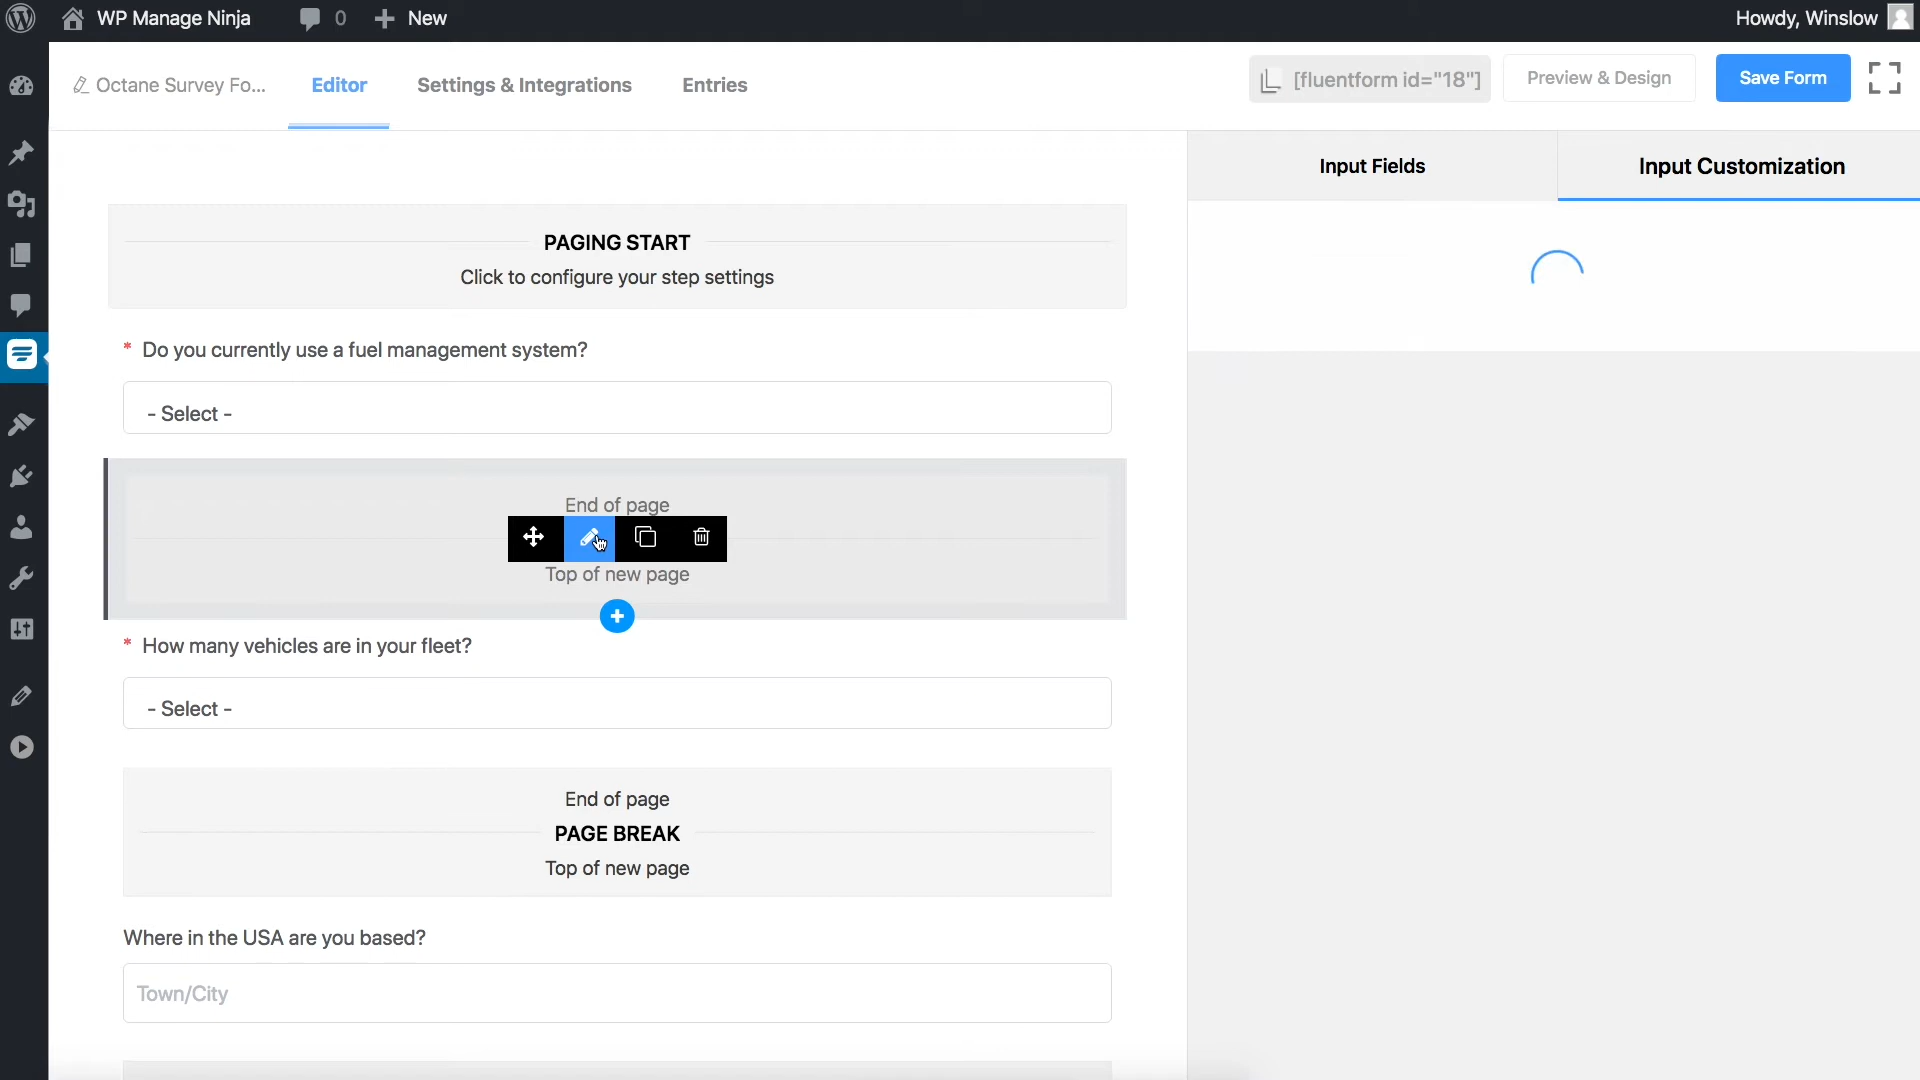 WP Manage Ninja 0 New Howdy, Winslow
Octane Survey Fo... Editor Settings & Integrations Entries [fluentform id="18"] Preview & Design Save Form
Input Fields Input Customization
PAGING START
Click to configure your step settings
* Do you currently use a fuel management system?
- Select -
End of page
Top of new page
* How many vehicles are in your fleet?
- Select -
End of page
PAGE BREAK
Top of new page
Where in the USA are you based?
Town/City